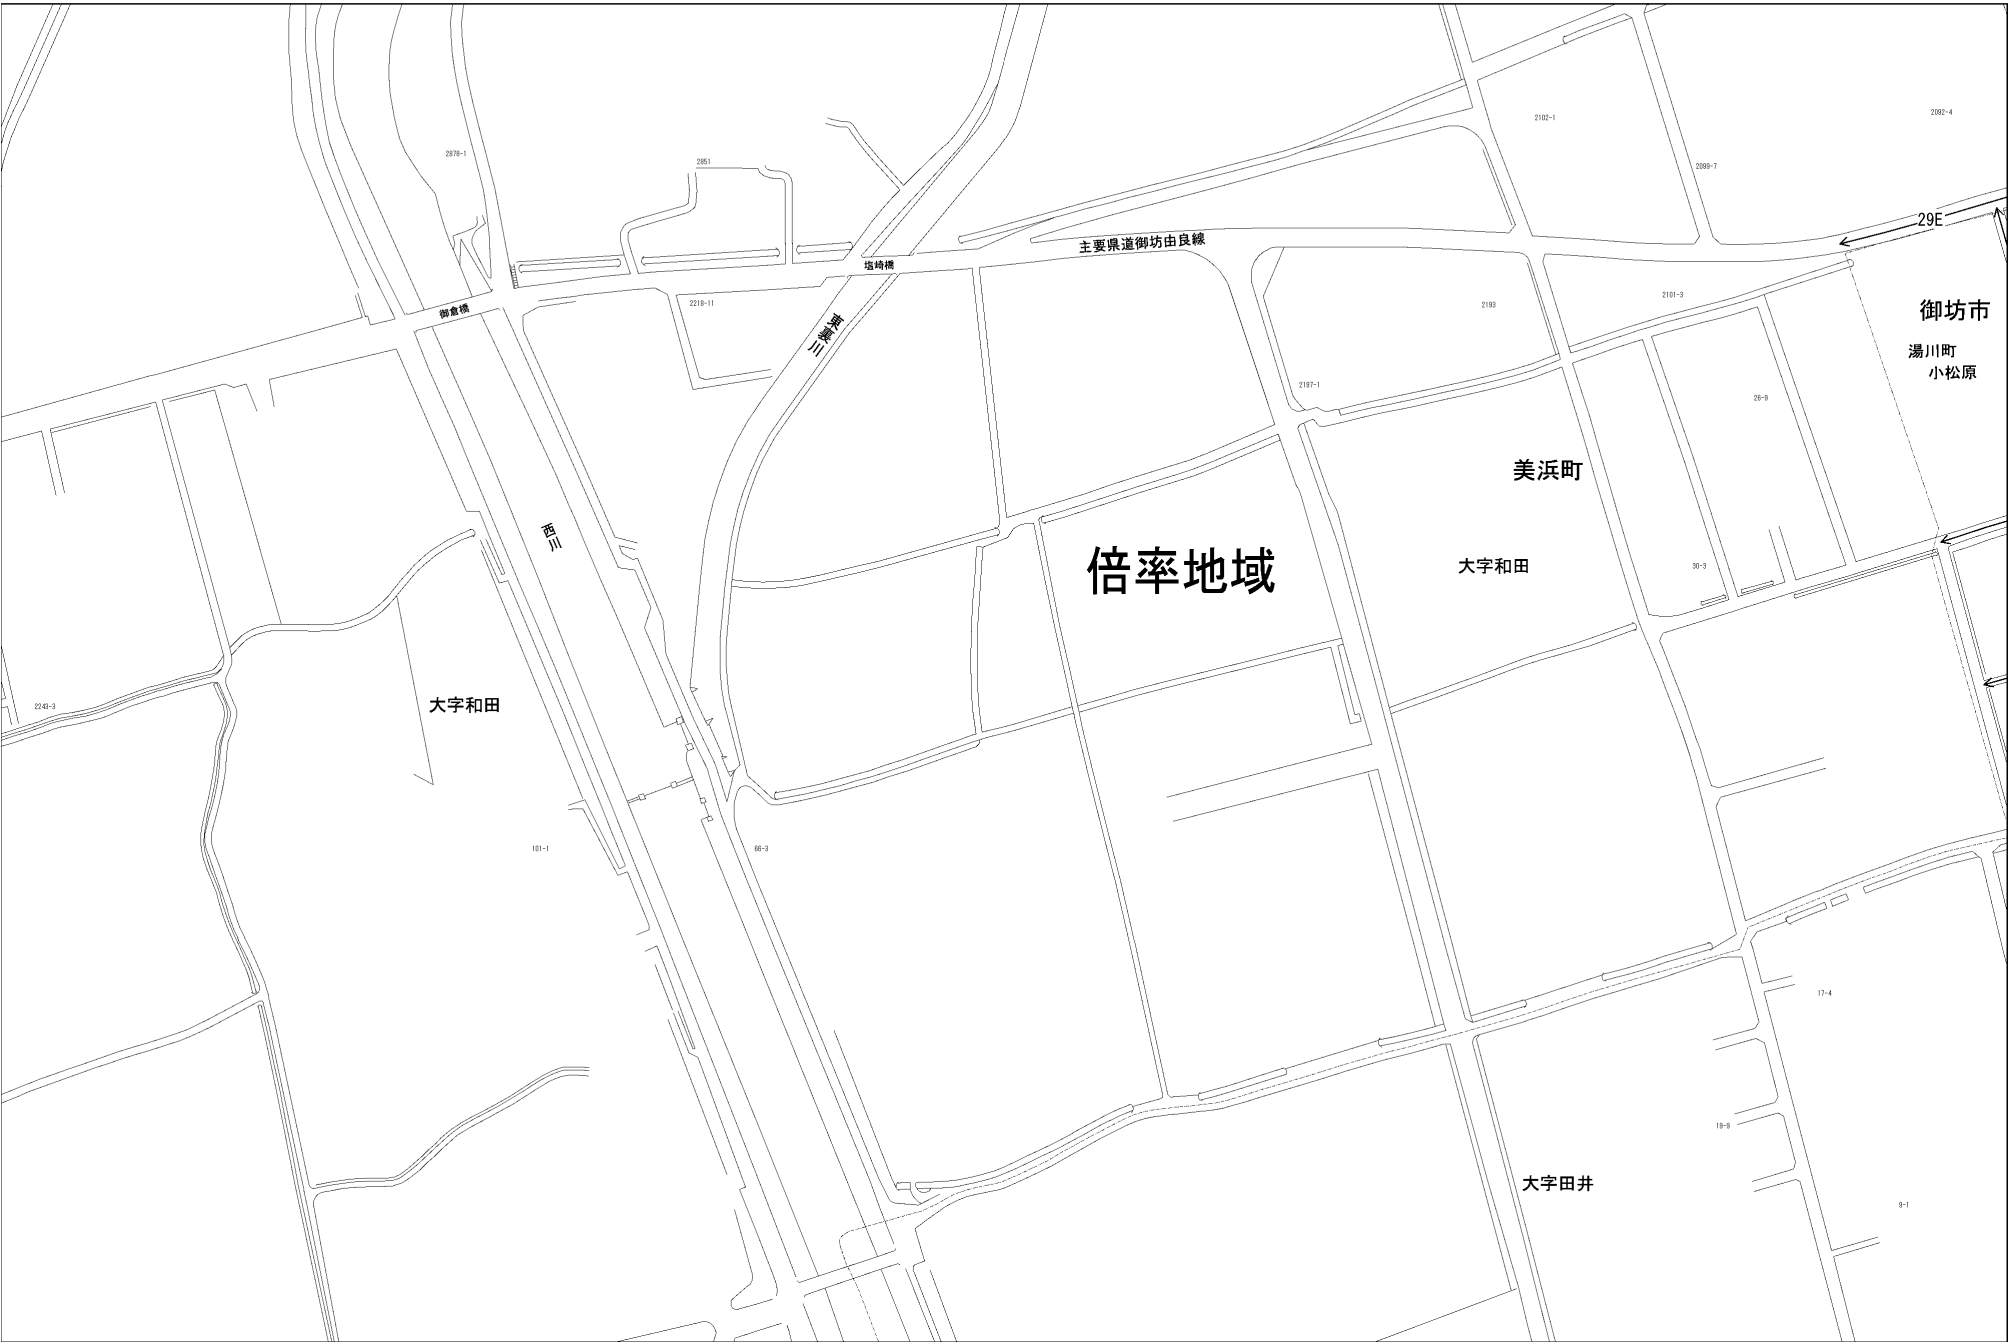 2092-4
2102-1
2878-1
2851
2099-7
29E
主要県道御坊由良線
塩崎橋
2101-3
2219-11
2193
御倉橋
御坊市
東裏川
湯川町
小松原
2197-1
26-9
美浜町
西川
倍率地域
大字和田
30-3
大字和田
2243-3
101-1
66-3
17-4
19-9
大字田井
9-1